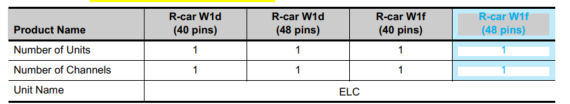 Product Name R-car W1d (40 pins) R-car W1d (48 pins) R-car W1f (40 pins) R-car W1f (48 pins)
Number of Units 1 1 1 1
Number of Channels 1 1 1 1
Unit Name ELC